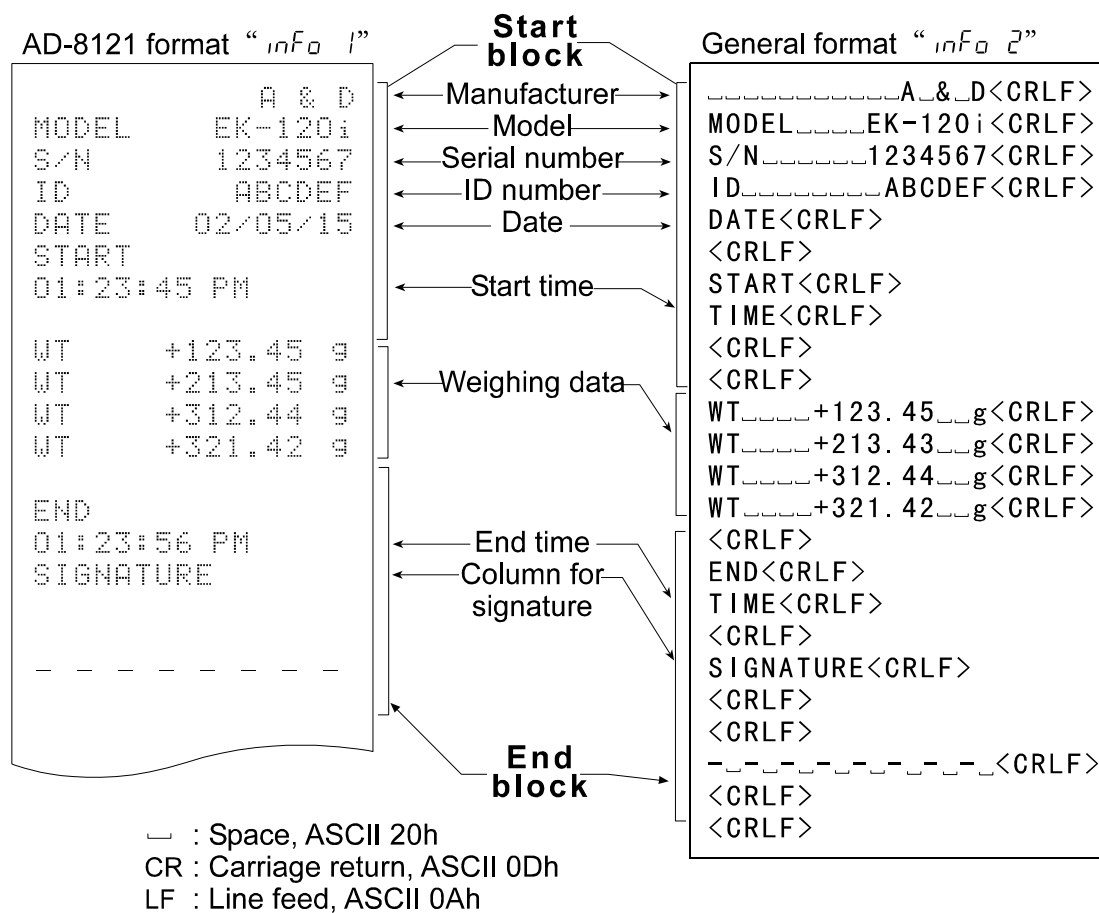 AD-8121 format “ inFo 1”
A & D
MODEL EK-120i
S/N 1234567
ID ABCDEF
DATE 02/05/15
START
01:23:45 PM
WT +123.45 g
WT +213.45 g
WT +312.44 g
WT +321.42 g
END
01:23:56 PM
SIGNATURE
_ _ _ _ _ _ _ _ _
Start
block
Manufacturer
Model
Serial number
ID number
Date
Start time
Weighing data
End time
Column for
signature
End
block
General format “ inFo 2”
␣␣␣␣␣␣␣␣␣␣␣A␣&␣D<CRLF>
MODEL␣␣␣␣EK-120i<CRLF>
S/N␣␣␣␣␣␣1234567<CRLF>
ID␣␣␣␣␣␣␣␣ABCDEF<CRLF>
DATE<CRLF>
<CRLF>
START<CRLF>
TIME<CRLF>
<CRLF>
<CRLF>
WT␣␣␣␣+123.45␣␣g<CRLF>
WT␣␣␣␣+213.43␣␣g<CRLF>
WT␣␣␣␣+312.44␣␣g<CRLF>
WT␣␣␣␣+321.42␣␣g<CRLF>
<CRLF>
END<CRLF>
TIME<CRLF>
<CRLF>
SIGNATURE<CRLF>
<CRLF>
<CRLF>
-␣-␣-␣-␣-␣-␣-␣-␣<CRLF>
<CRLF>
<CRLF>
␣ : Space, ASCII 20h
CR : Carriage return, ASCII 0Dh
LF : Line feed, ASCII 0Ah